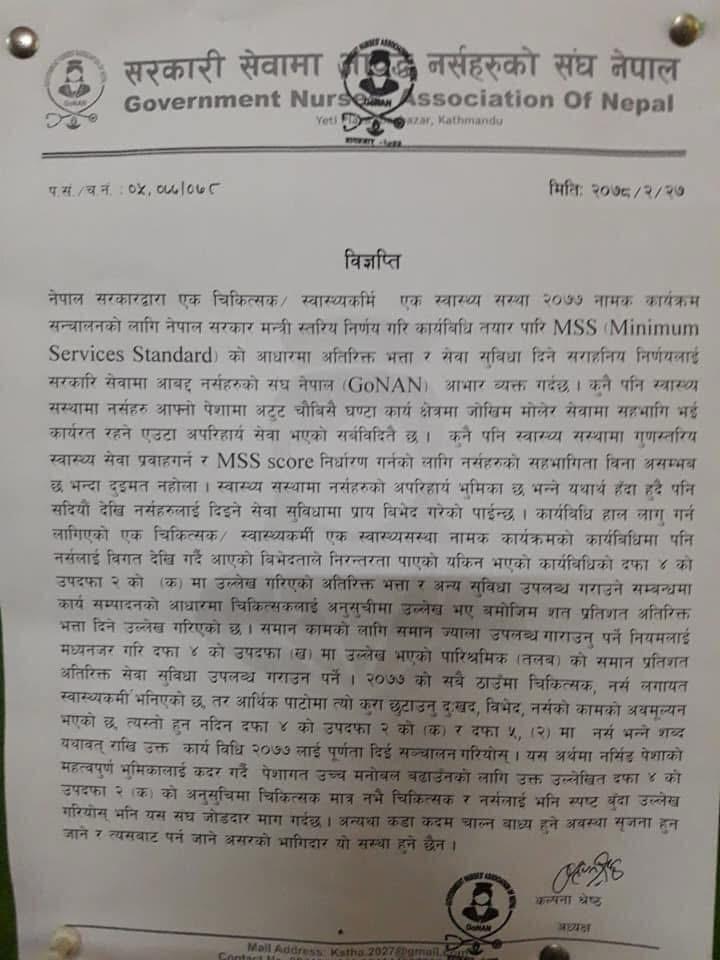 सरकारी सेवामा नर्सहरुको संघ नेपाल
Government Association Of Nepal
Kathmandu
GoNAN
प.सं./च.नं. : ०५,०७७/०७८
मितिः २०७८/२/२७
विज्ञप्ति
नेपाल सरकारद्वारा एक चिकित्सक/ स्वास्थ्यकर्मि एक स्वास्थ्य सस्था २०७७ नामक कार्यक्रम
सन्चालनको लागि नेपाल सरकार मन्त्री स्तरिय निर्णय गरि कार्यविधि तयार पारि MSS (Minimum
Services Standard) को आधारमा अतिरिक्त भत्ता र सेवा सुविधा दिने सराहनिय निर्णयलाई
सरकारि सेवामा आबद्द नर्सहरुको संघ नेपाल (GoNAN) आभार व्यक्त गर्दछ । कुनै पनि स्वास्थ्य
सस्थामा नर्सहरु आफ्नो पेशामा अटुट चौबिसै घण्टा कार्य क्षेत्रमा जोखिम मोलेर सेवामा सहभागि भई
कार्यरत रहने एउटा अपरिहार्य सेवा भएको सर्बविदितै छ । कुनै पनि स्वास्थ्य सस्थामा गुणस्तरिय
स्वास्थ्य सेवा प्रवाहगर्न र MSS score निर्धारण गर्नको लागि नर्सहरुको सहभागिता बिना असम्भब
छ भन्दा दुइमत नहोला । स्वास्थ्य सस्थामा नर्सहरुको अपरिहार्य भुमिका छ भन्ने यथार्थ हुँदा हुदै पनि
सदियौं देखि नर्सहरुलाई दिइने सेवा सुविधामा प्राय बिभेद गरेको पाईन्छ । कार्यविधि हाल लागु गर्न
लागिएको एक चिकित्सक/ स्वास्थ्यकर्मी एक स्वास्थ्यसस्था नामक कार्यक्रमको कार्यबिधिमा पनि
नर्सलाई विगत देखि गर्दै आएको बिभेदताले निरन्तरता पाएको यकिन भएको कार्यविधिको दफा ४ को
उपदफा २ को (क) मा उल्लेख गरिएको अतिरिक्त भत्ता र अन्य सुविधा उपलब्ध गराउने सम्बन्धमा
कार्य सम्पादनको आधारमा चिकित्सकलाई अनुसुचीमा उल्लेख भए बमोजिम शत प्रतिशत अतिरिक्त
भत्ता दिने उल्लेख गरिएको छ । समान कामको लागि समान ज्याला उपलब्ध गाराउनु पर्ने नियमलाई
मध्यनजर गरि दफा ४ को उपदफा (ख) मा उल्लेख भएको पारिश्रमिक (तलब) को समान प्रतिशत
अतिरिक्त सेवा सुविधा उपलब्ध गराउन पर्ने । २०७७ को सबै ठाउँमा चिकित्सक, नर्स लगायत
स्वास्थ्यकर्मी भनिएको छ, तर आर्थिक पाटोमा त्यो कुरा छुटाउनु दुःखद, विभेद, नर्सको कामको अवमूल्यन
भएको छ, त्यस्तो हुन नदिन दफा ४ को उपदफा २ को (क) र दफा ५, (२) मा नर्स भन्ने शब्द
यथावत् राखि उक्त कार्य विधि २०७७ लाई पूर्णता दिई सञ्चालन गरियोस् । यस अर्थमा नर्सिङ पेशाको
महत्वपुर्ण भुमिकालाई कदर गर्दै पेशागत उच्च मनोबल बढाउँनको लागि उक्त उल्लेखित दफा ४ को
उपदफा २ (क) को अनुसुचिमा चिकित्सक मात्र नभै चिकित्सक र नर्सलाई भनि स्पष्ट बुँदा उल्लेख
गरियोस् भनि यस संघ जोडदार माग गर्दछ । अन्यथा कडा कदम चाल्न बाध्य हुने अवस्था सृजना हुन
जाने र त्यसबाट पर्न जाने असरको भागिदार यो सस्था हुने छैन ।
कल्पना श्रेष्ठ
अध्यक्ष
GoNAN
Mail Address: Kstha.2027@gmail.com